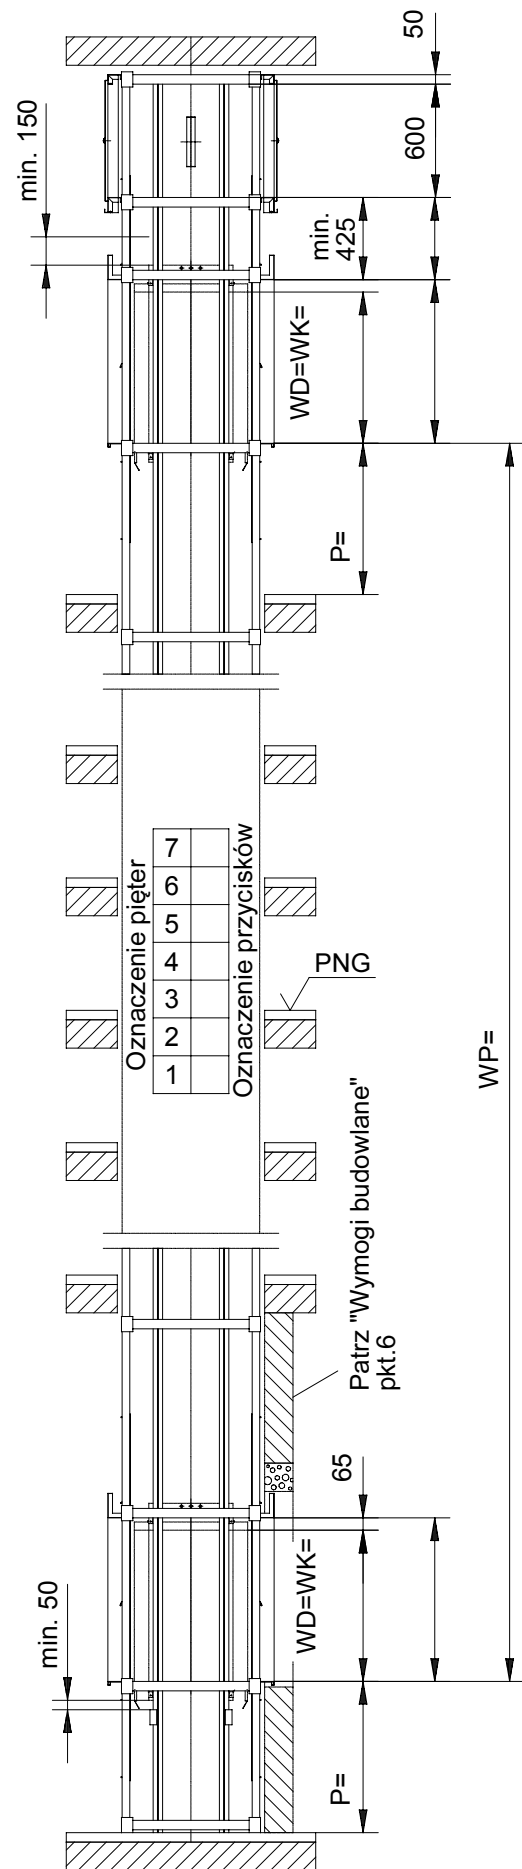 50
min. 150
600
min.
425
WD=WK=
P=
Oznaczenie pięter
7
6
5
4
3
2
1
Oznaczenie przycisków
PNG
WP=
Patrz "Wymogi budowlane"
pkt.6
65
min. 50
WD=WK=
P=